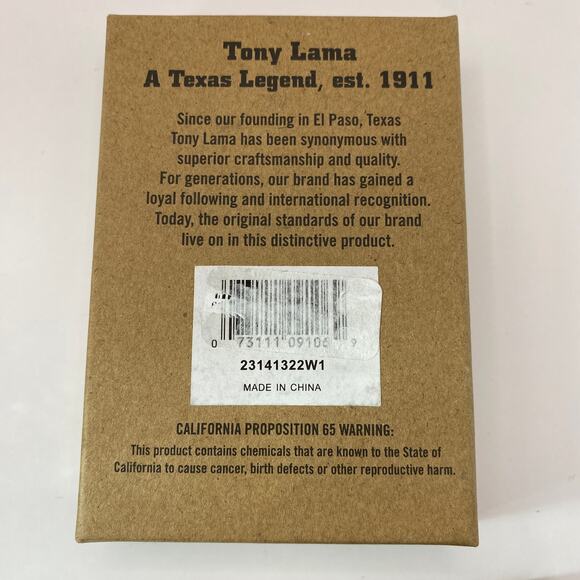 Tony Lama
A Texas Legend, est. 1911
Since our founding in El Paso, Texas
Tony Lama has been synonymous with
superior craftsmanship and quality.
For generations, our brand has gained a
loyal following and international recognition.
Today, the original standards of our brand
live on in this distinctive product.
0 73111 09106 9
23141322W1
MADE IN CHINA
CALIFORNIA PROPOSITION 65 WARNING:
This product contains chemicals that are known to the State of
California to cause cancer, birth defects or other reproductive harm.